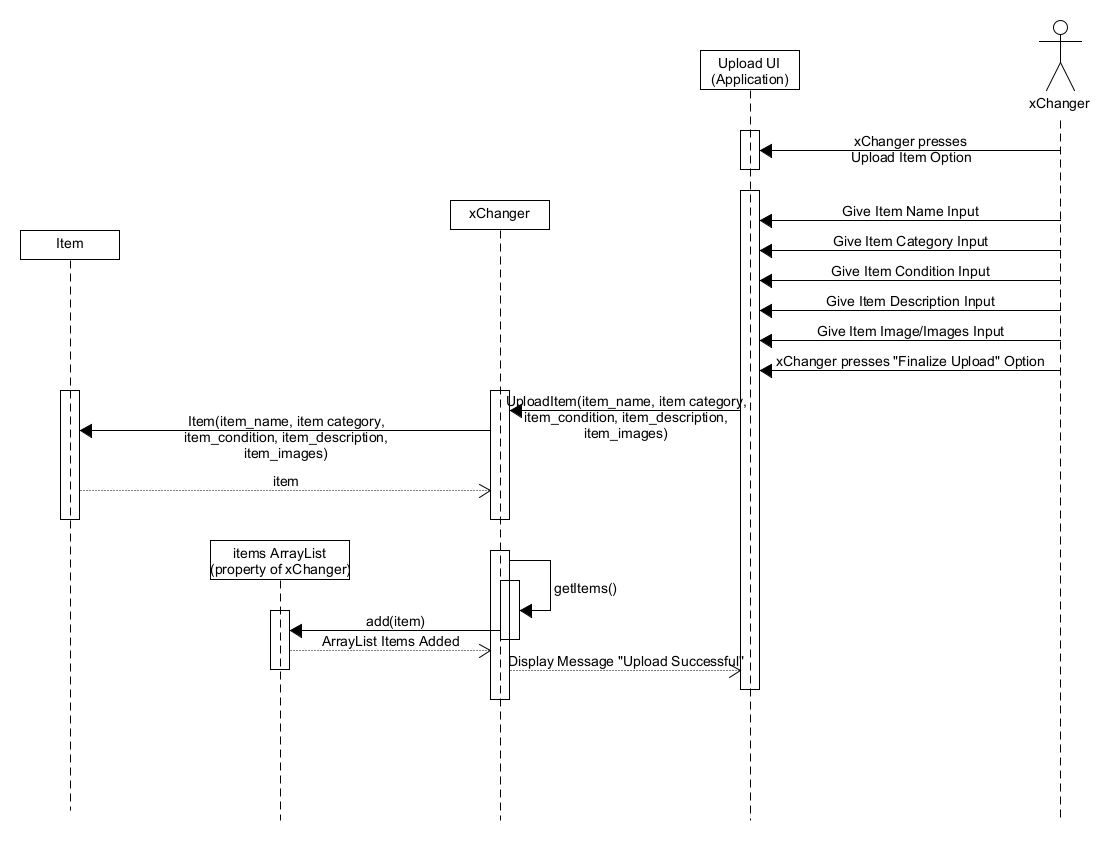 Upload UI
(Application)
xChanger
xChanger presses
Upload Item Option
xChanger
Give Item Name Input
Item
Give Item Category Input
Give Item Condition Input
Give Item Description Input
Give Item Image/Images Input
xChanger presses "Finalize Upload" Option
UploadItem(item_name, item category,
item_condition, item_description,
item_images)
Item(item_name, item category,
item_condition, item_description,
item_images)
item
items ArrayList
(property of xChanger)
getItems()
add(item)
ArrayList Items Added
Display Message "Upload Successful"